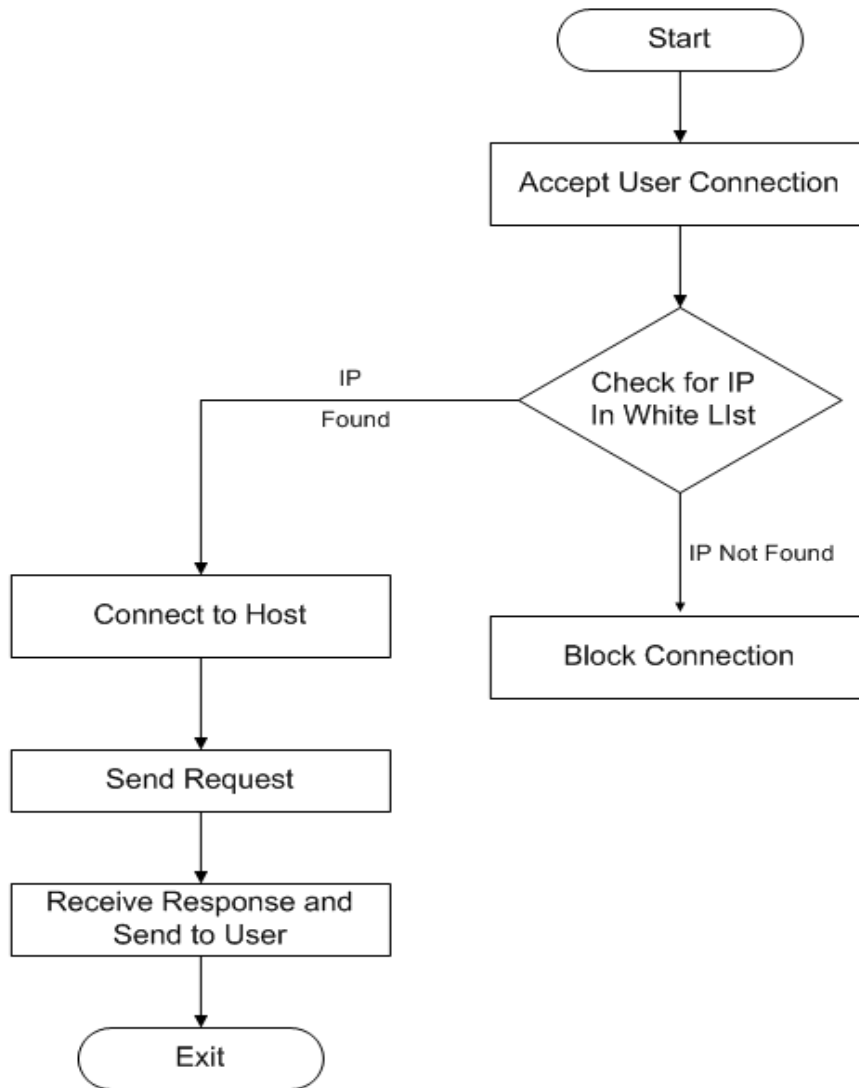 Start
Accept User Connection
Check for IP
In White LIst
IP
Found
IP Not Found
Connect to Host
Block Connection
Send Request
Receive Response and
Send to User
Exit